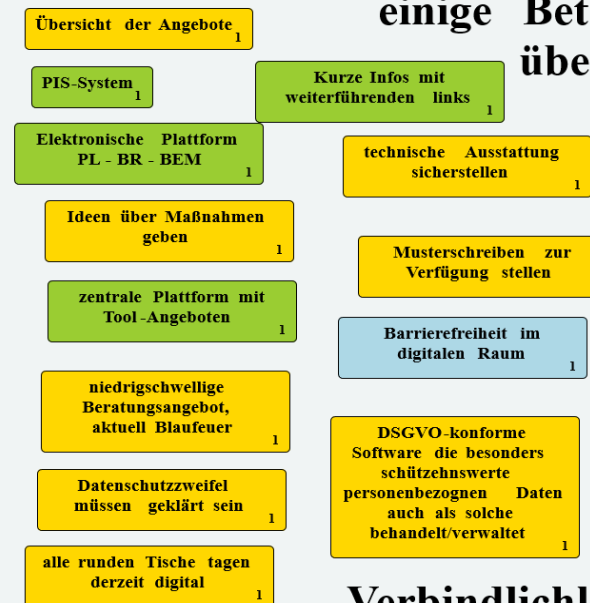 einige Bet
übe
Übersicht der Angebote
1
PIS-System
1
Kurze Infos mit
weiterführenden links
1
Elektronische Plattform
PL - BR - BEM
1
technische Ausstattung
sicherstellen
1
Ideen über Maßnahmen
geben
1
Musterschreiben zur
Verfügung stellen
zentrale Plattform mit
Tool -Angeboten
1
Barrierefreiheit im
digitalen Raum
1
niedrigschwellige
Beratungsangebot,
aktuell Blaufeuer
1
DSGVO-konforme
Software die besonders
schützehnswerte
personenbezognen Daten
auch als solche
behandelt/verwaltet
1
Datenschutzzweifel
müssen geklärt sein
1
alle runden Tische tagen
derzeit digital
1